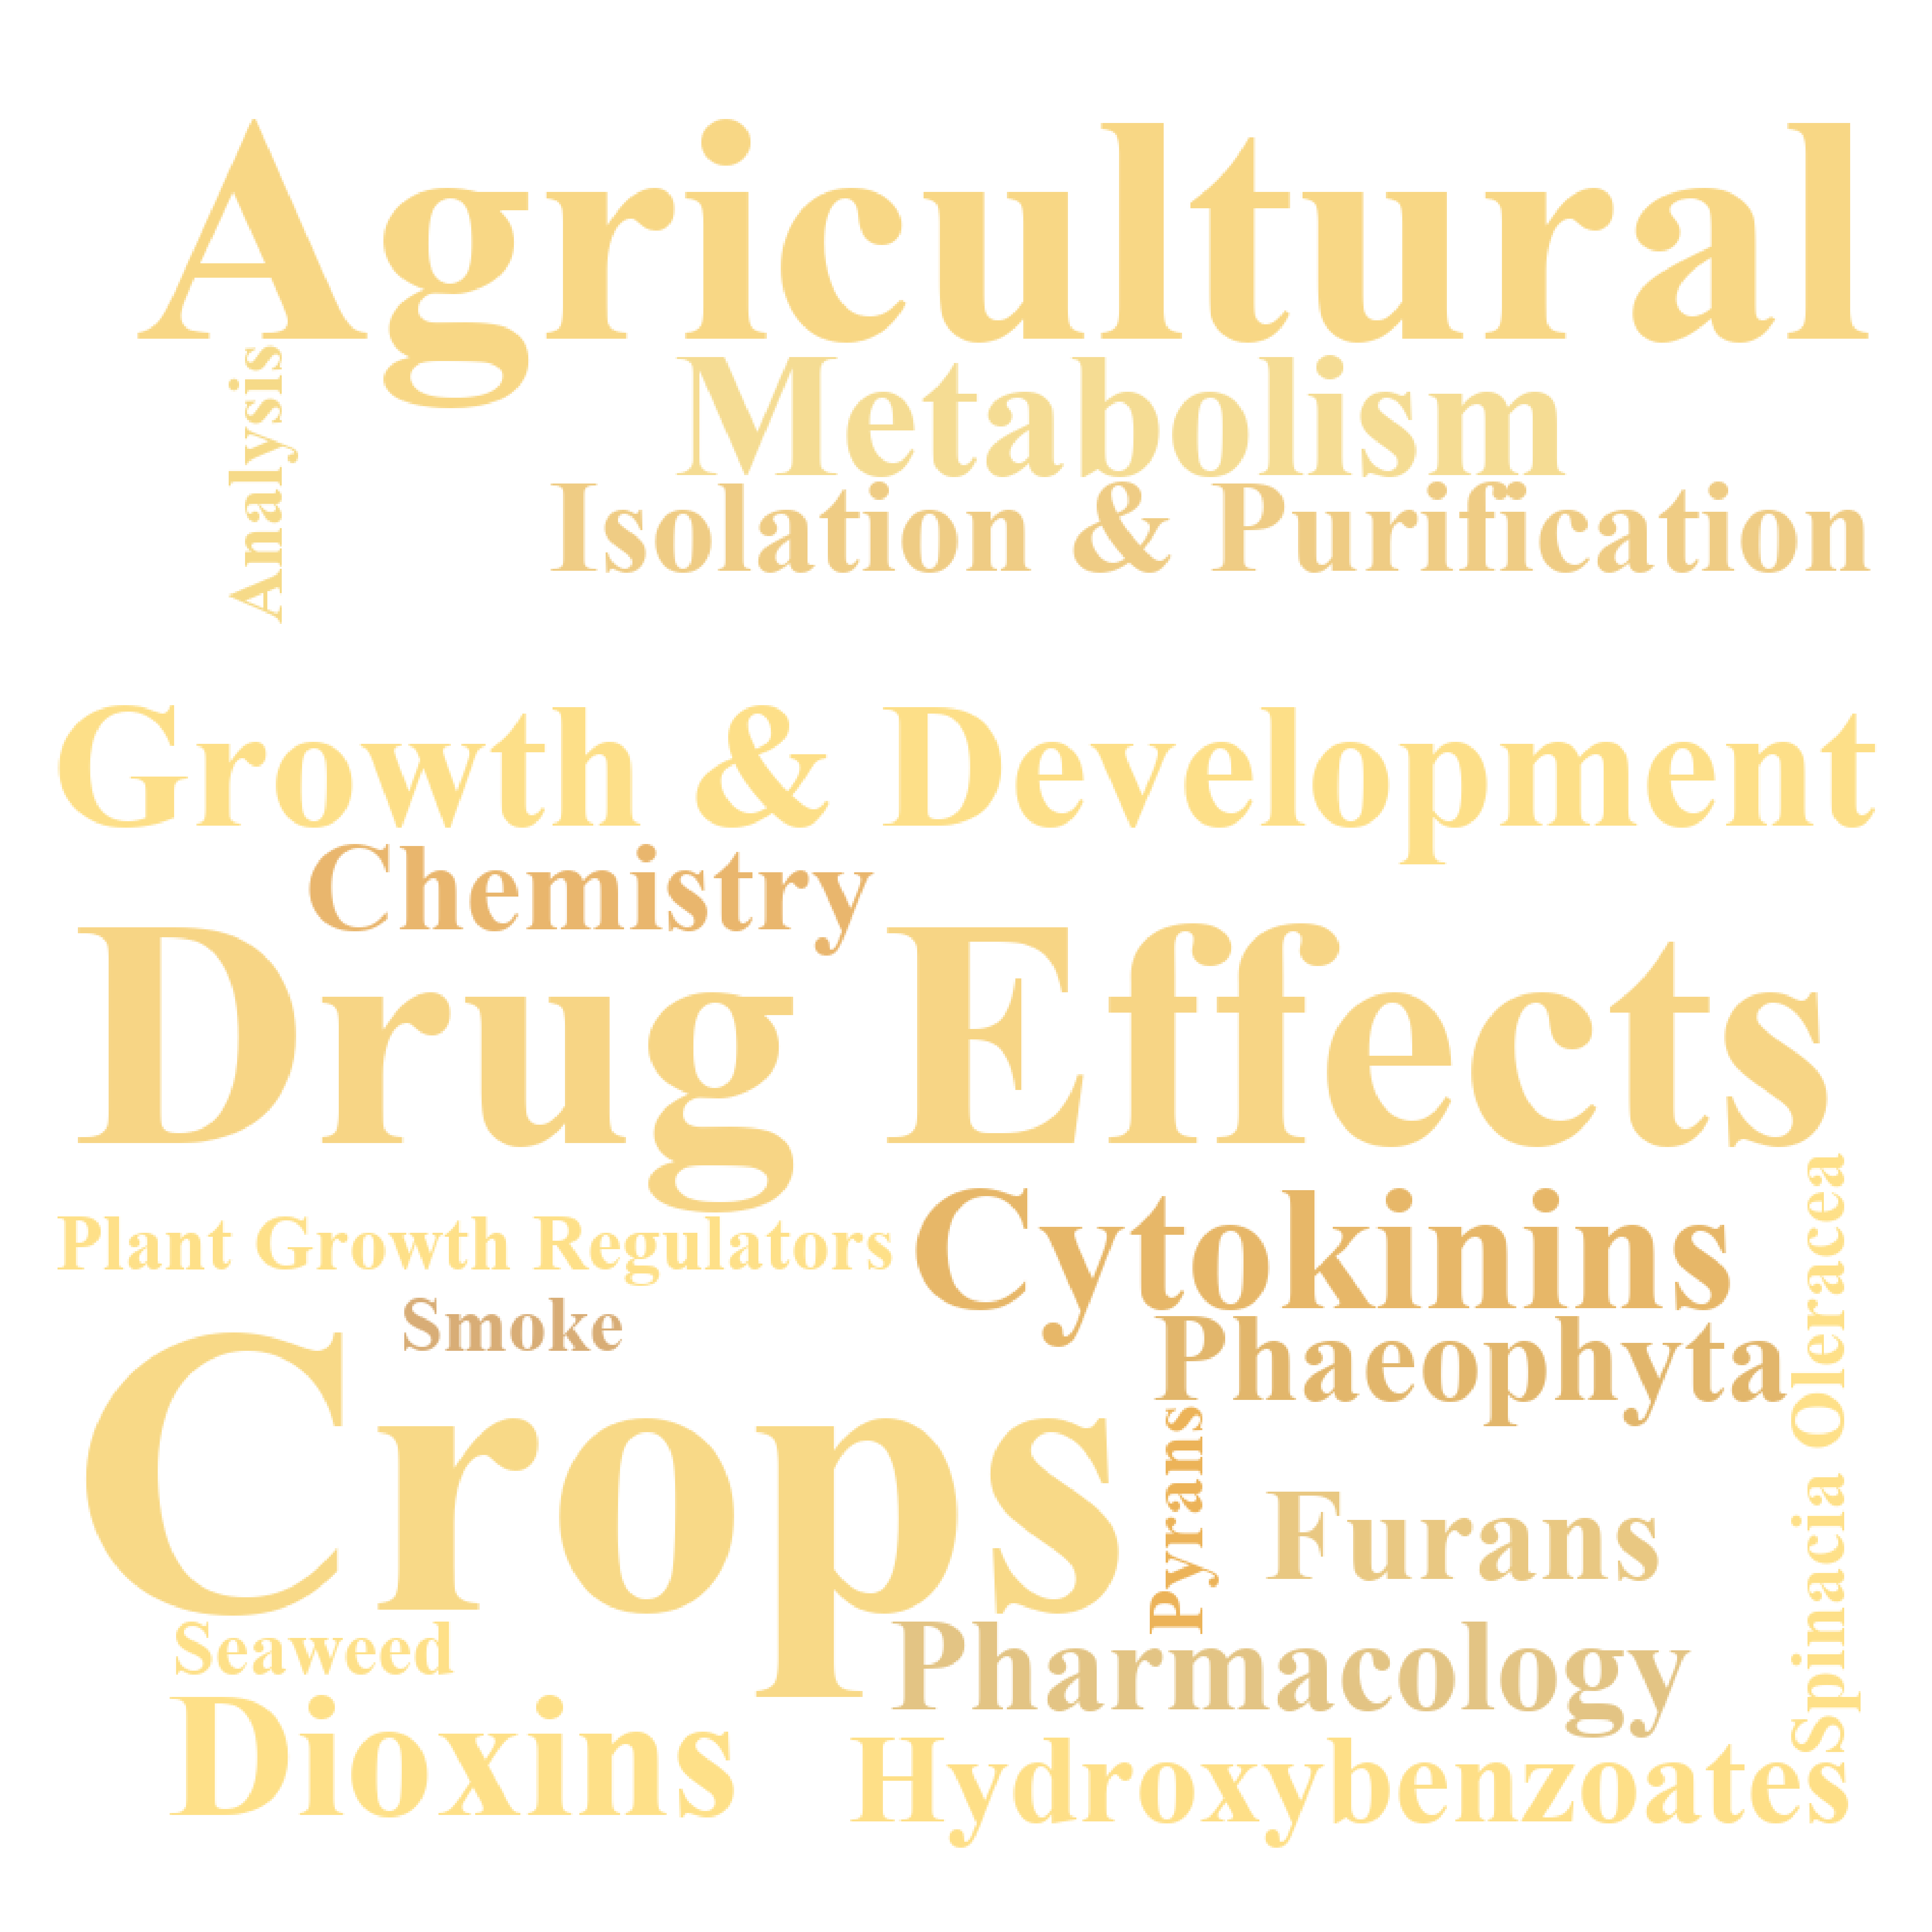 Agricultural
Analysis
Metabolism
Isolation & Purification
Growth & Development
Chemistry
Drug Effects
Plant Growth Regulators
Cytokinins
Spinacia Oleraceea
Smoke
Phaeophyta
Crops
Pyrans
Furans
Seaweed
Pharmacology
Dioxins
Hydroxybenzoates